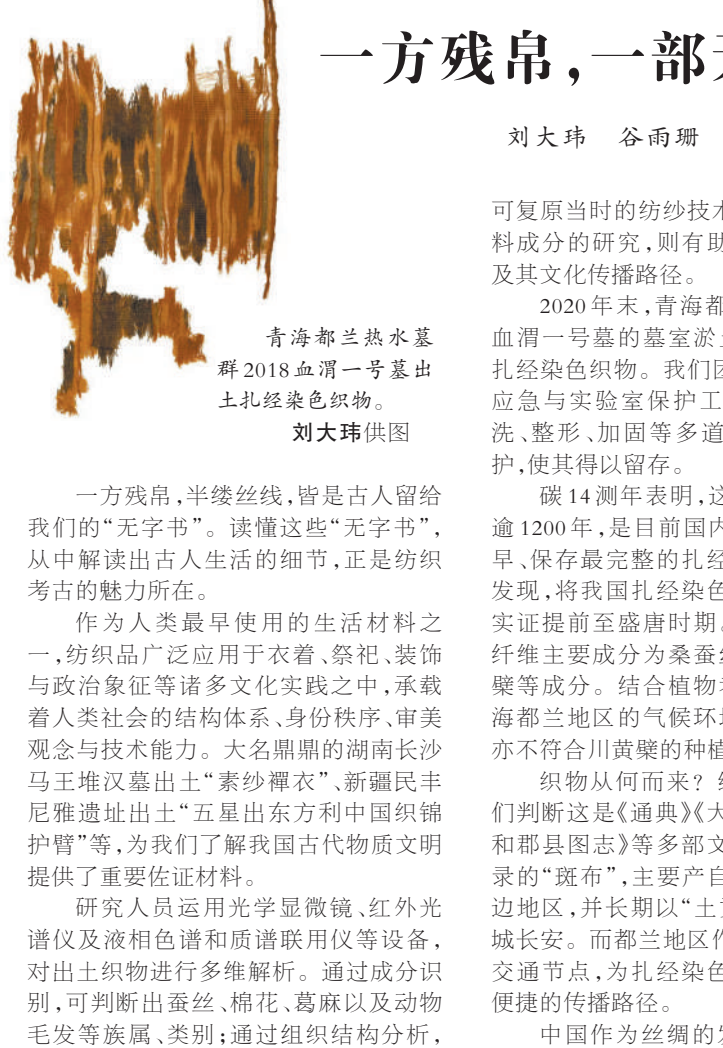 一方残帛，一部
刘大玮　谷雨珊
青海都兰热水墓
群2018血渭一号墓出
土扎经染色织物。
刘大玮供图
一方残帛，半缕丝线，皆是古人留给
我们的“无字书”。读懂这些“无字书”，
从中解读出古人生活的细节，正是纺织
考古的魅力所在。
作为人类最早使用的生活材料之
一，纺织品广泛应用于衣着、祭祀、装饰
与政治象征等诸多文化实践之中，承载
着人类社会的结构体系、身份秩序、审美
观念与技术能力。大名鼎鼎的湖南长沙
马王堆汉墓出土“素纱襌衣”、新疆民丰
尼雅遗址出土“五星出东方利中国织锦
护臂”等，为我们了解我国古代物质文明
提供了重要佐证材料。
研究人员运用光学显微镜、红外光
谱仪及液相色谱和质谱联用仪等设备，
对出土织物进行多维解析。通过成分识
别，可判断出蚕丝、棉花、葛麻以及动物
毛发等族属、类别；通过组织结构分析，
可复原当时的纺纱技术
料成分的研究，则有助
及其文化传播路径。
2020年末，青海都
血渭一号墓的墓室淤
扎经染色织物。我们
应急与实验室保护工
洗、整形、加固等多道
护，使其得以留存。
碳14测年表明，这
逾1200年，是目前国内
早、保存最完整的扎经
发现，将我国扎经染色
实证提前至盛唐时期。
纤维主要成分为桑蚕
檗等成分。结合植物
海都兰地区的气候环
亦不符合川黄檗的种植
织物从何而来？
们判断这是《通典》《大
和郡县图志》等多部文
录的“斑布”，主要产自
边地区，并长期以“土
城长安。而都兰地区作
交通节点，为扎经染色
便捷的传播路径。
中国作为丝绸的